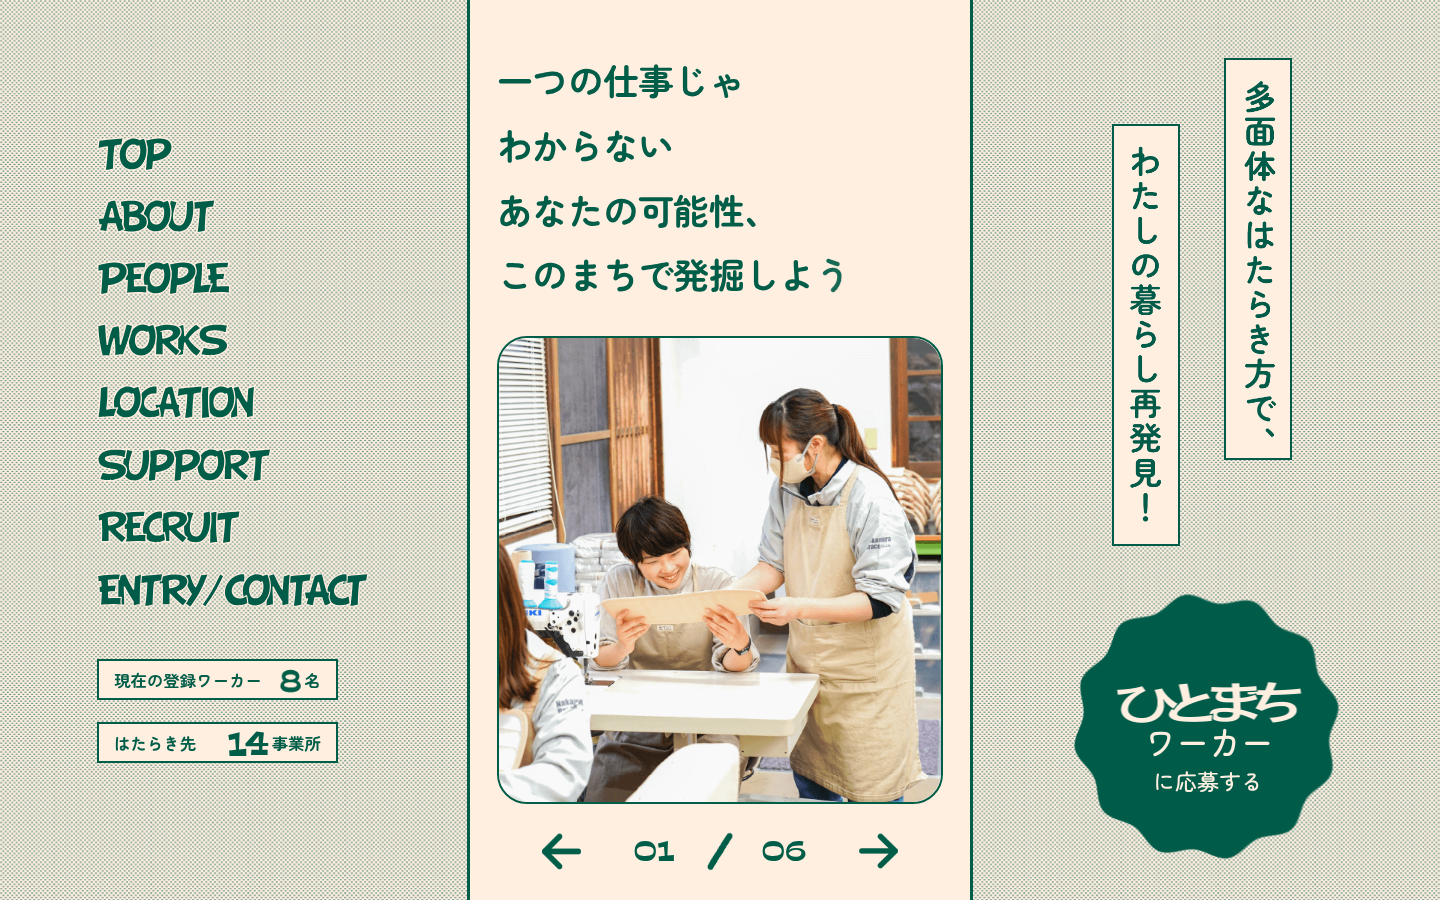 TOP
ABOUT
PEOPLE
WORKS
LOCATION
SUPPORT
RECRUIT
ENTRY/CONTACT
現在の登録ワーカー 8名
はたらき先 14事業所
一つの仕事じゃ
わからない
あなたの可能性、
このまちで発掘しよう
01 / 06
多面体なはたらき方で、
わたしの暮らし再発見！
ひとまち
ワーカー
に応募する